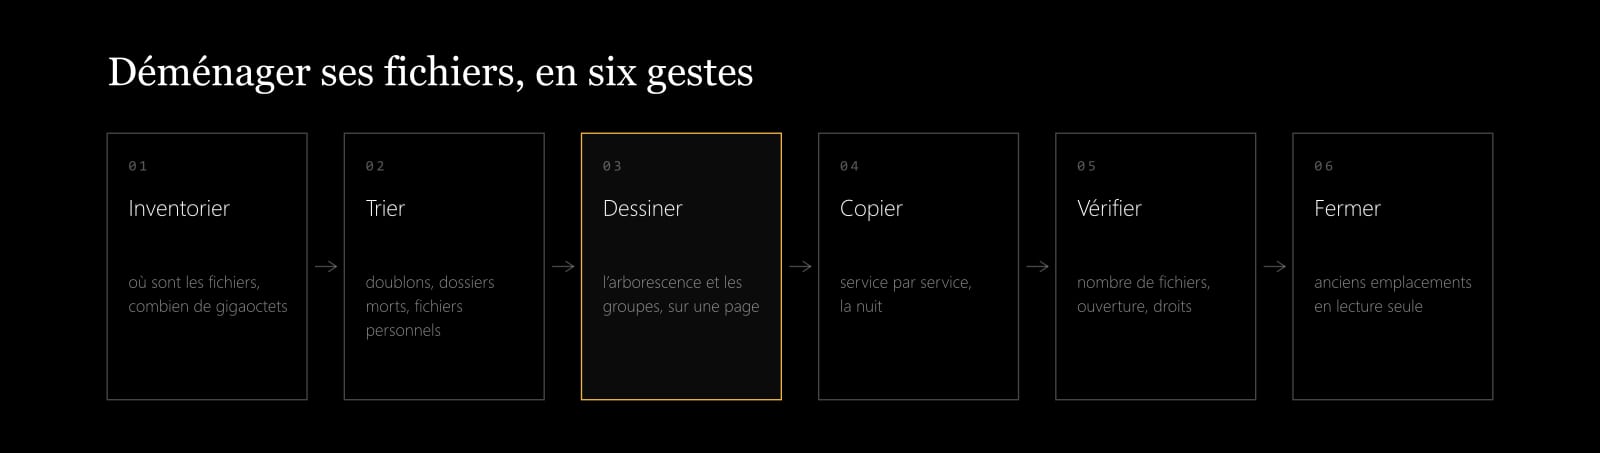 Déménager ses fichiers, en six gestes
01
Inventorier
où sont les fichiers,
combien de gigaoctets
02
Trier
doublons, dossiers
morts, fichiers
personnels
03
Dessiner
l’arborescence et les
groupes, sur une page
04
Copier
service par service,
la nuit
05
Vérifier
nombre de fichiers,
ouverture, droits
06
Fermer
anciens emplacements
en lecture seule